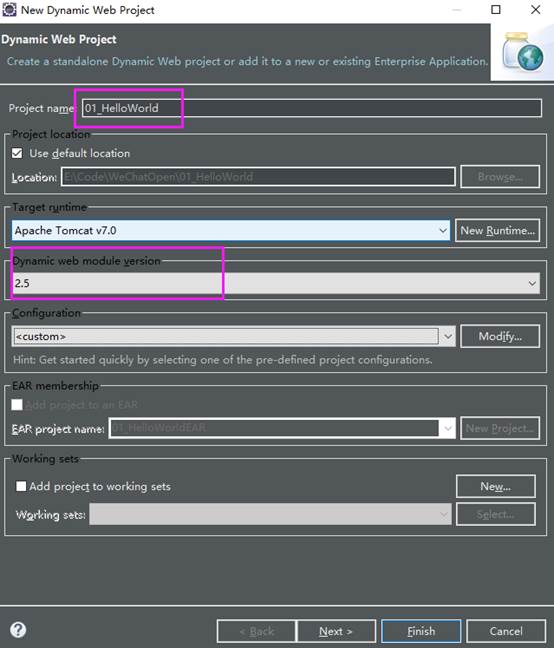 New Dynamic Web Project
Dynamic Web Project
Create a standalone Dynamic Web project or add it to a new or existing Enterprise Application.
Project name: 01_HelloWorld
Project location
Use default location
Location: E:\Code\WeChatOpen\01_HelloWorld Browse...
Target runtime
Apache Tomcat v7.0 New Runtime...
Dynamic web module version
2.5
Configuration
<custom> Modify...
Hint: Get started quickly by selecting one of the pre-defined project configurations.
EAR membership
Add project to an EAR
EAR project name: 01_HelloWorldEAR New Project...
Working sets
Add project to working sets New...
Working sets: Select...
? < Back Next > Finish Cancel